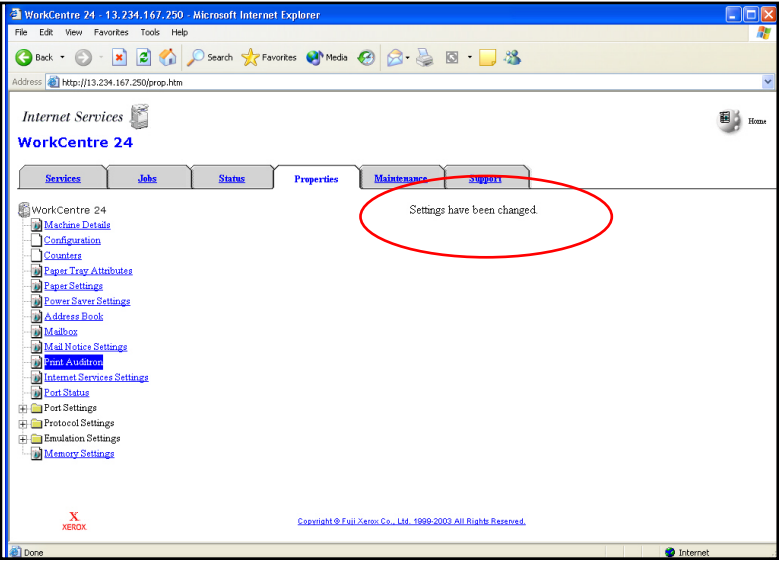 WorkCentre 24 - 13.234.167.250 - Microsoft Internet Explorer
File Edit View Favorites Tools Help
Back Search Favorites Media
Address http://13.234.167.250/prop.htm
Internet Services
Home
WorkCentre 24
Services Jobs Status Properties Maintenance Support
WorkCentre 24
Settings have been changed.
Machine Details
Configuration
Counters
Paper Tray Attributes
Paper Settings
Power Saver Settings
Address Book
Mailbox
Mail Notice Settings
Print Auditron
Internet Services Settings
Port Status
Port Settings
Protocol Settings
Emulation Settings
Memory Settings
X
XEROX.
Copyright © Fuji Xerox Co., Ltd. 1999-2003 All Rights Reserved.
Done Internet